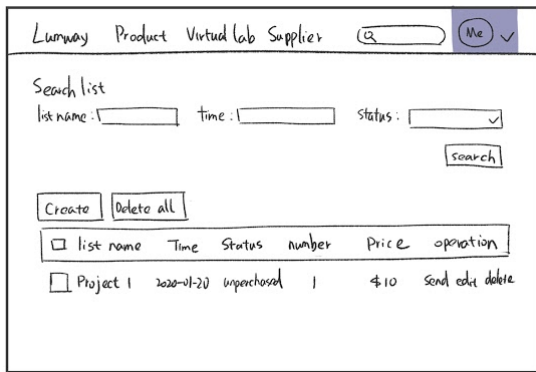 Lumway Product Virtual lab Supplier Me
Search list
list name : time : status :
search
Create Delete all
list name Time Status number Price operation
Project 1 2020-01-20 unperchased 1 $10 Send edit delete